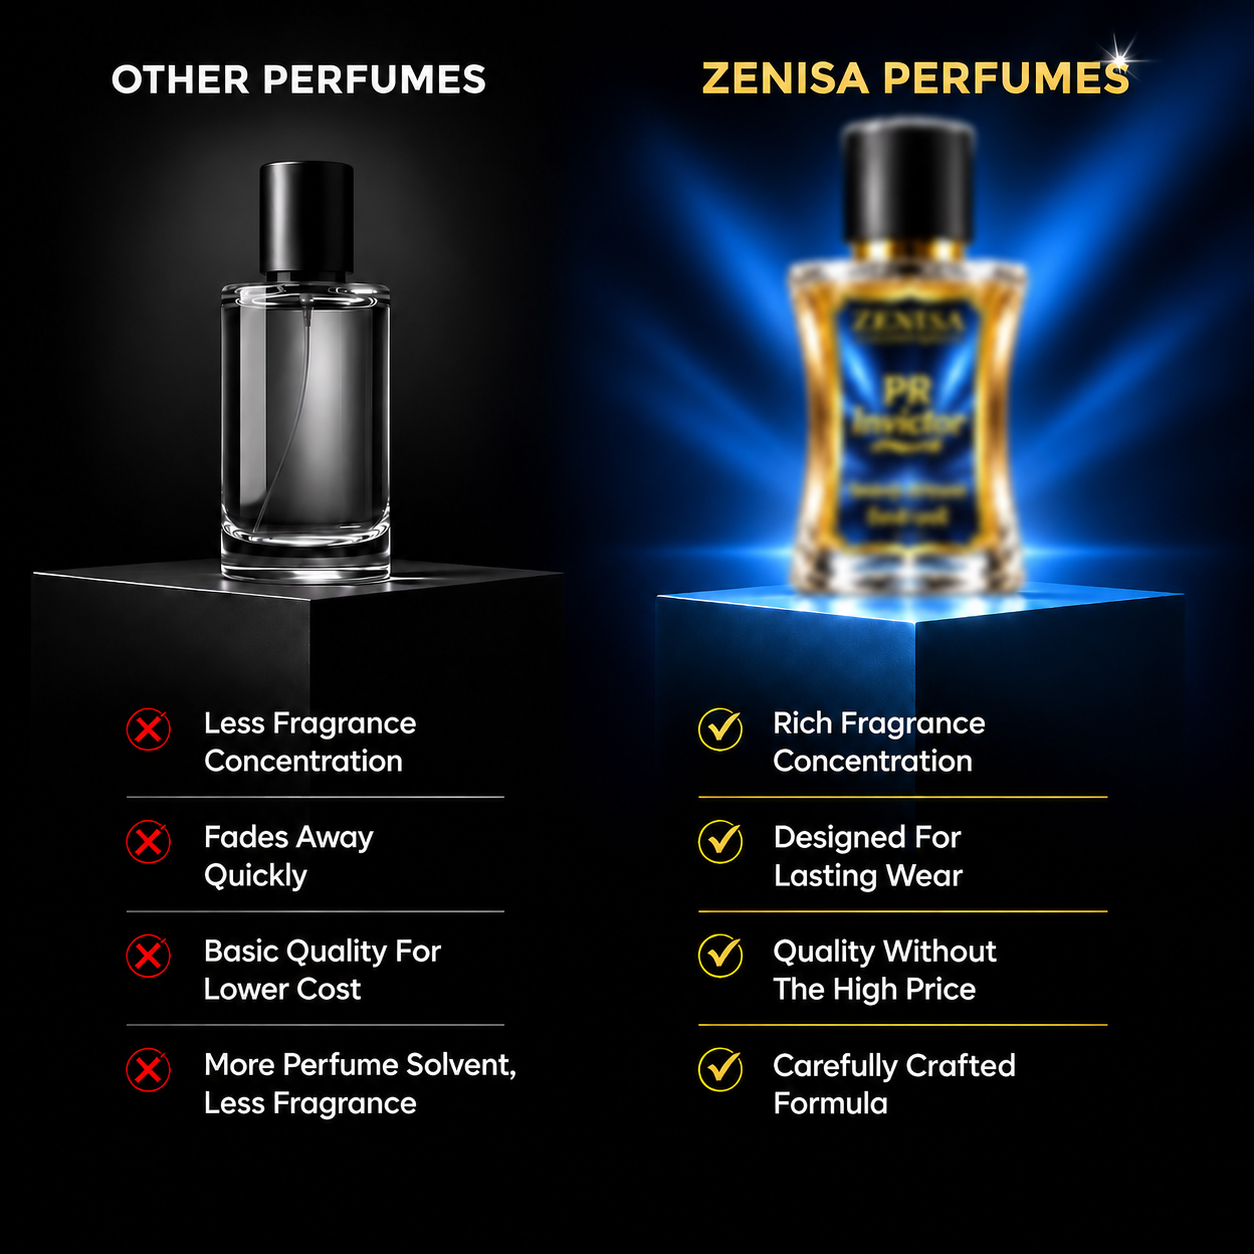 OTHER PERFUMES
ZENISA PERFUMES
ZENISA
PR
Invictor
Less Fragrance
Concentration
Fades Away
Quickly
Basic Quality For
Lower Cost
More Perfume Solvent,
Less Fragrance
Rich Fragrance
Concentration
Designed For
Lasting Wear
Quality Without
The High Price
Carefully Crafted
Formula